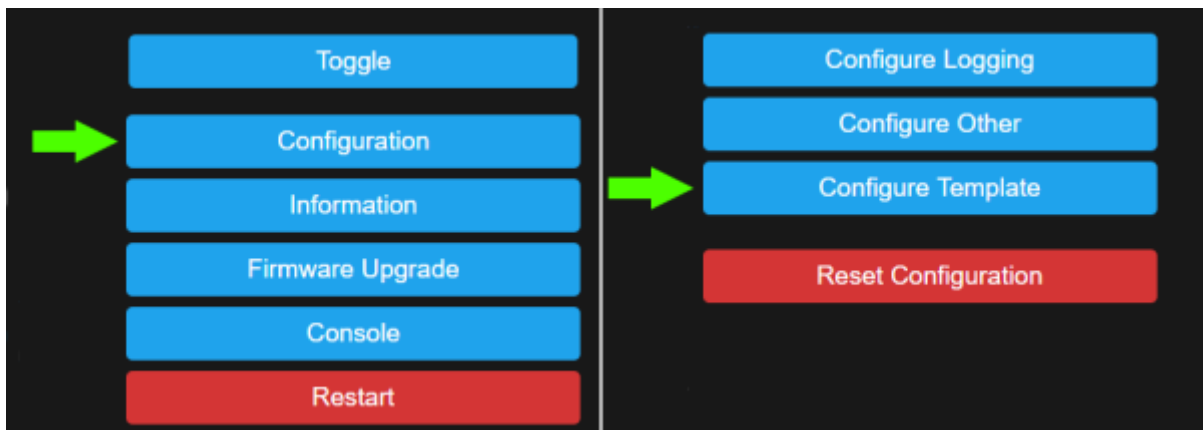 Toggle
Configuration
Information
Firmware Upgrade
Console
Restart
Configure Logging
Configure Other
Configure Template
Reset Configuration